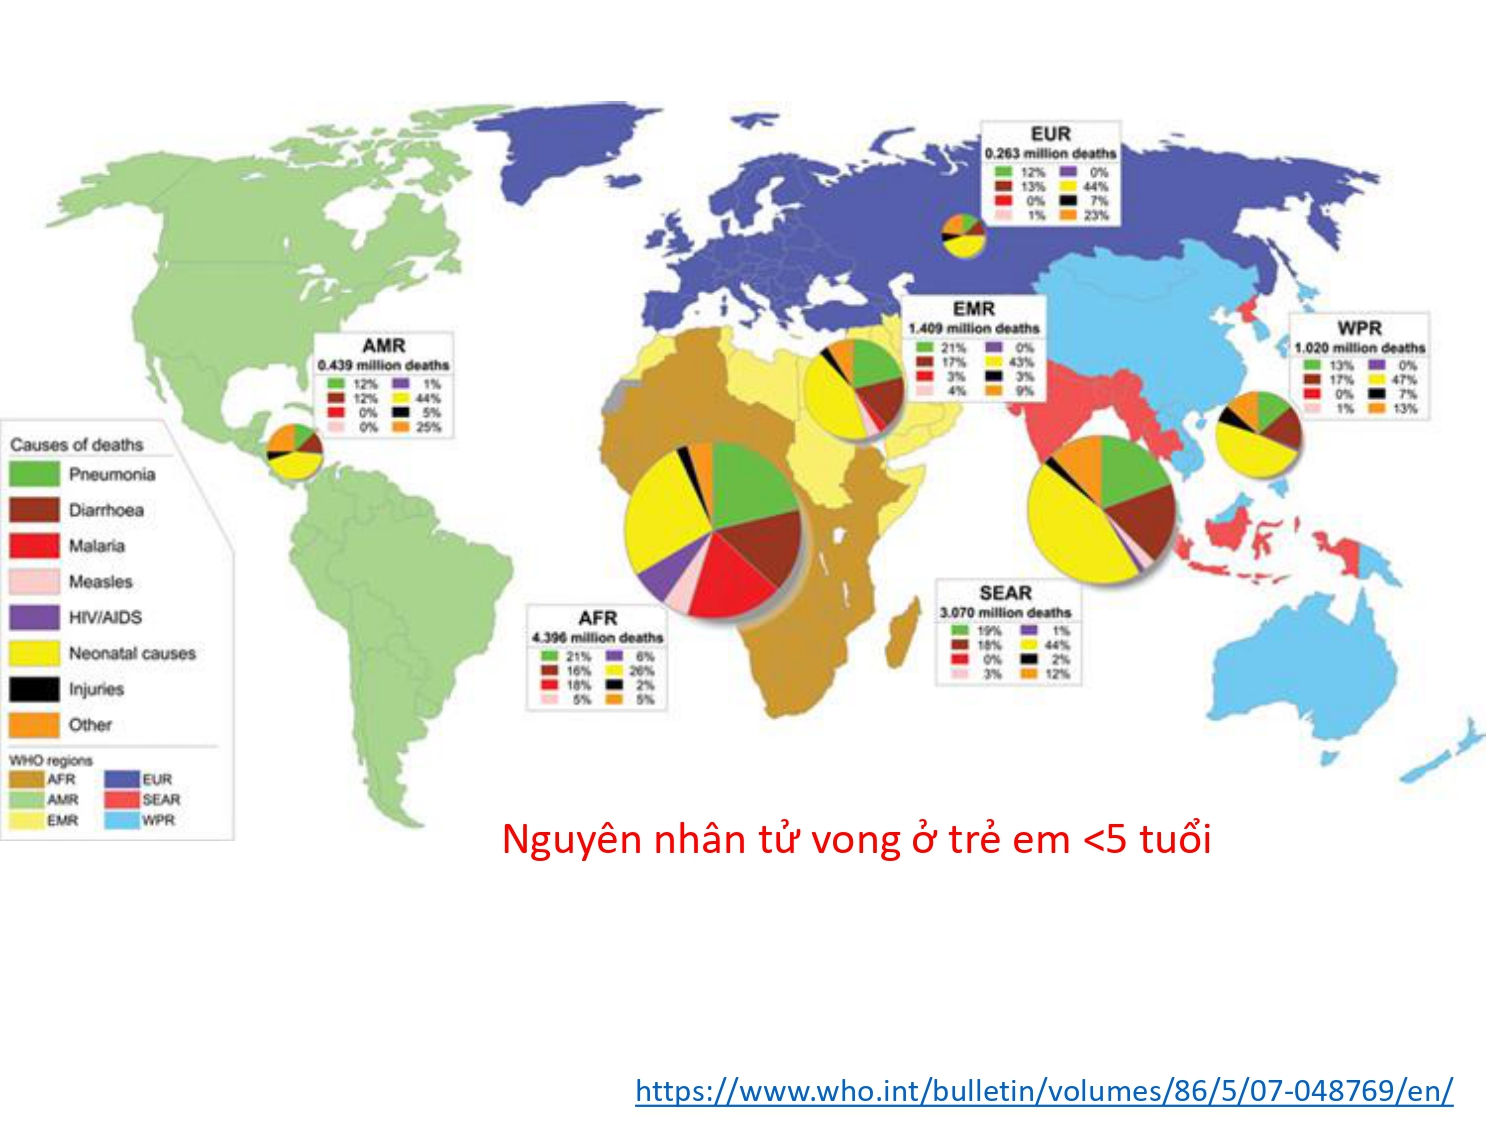 EUR
0.263 million deaths
12% 0%
13% 44%
0% 7%
1% 23%
EMR
1.409 million deaths
21% 0%
17% 43%
3% 3%
4% 9%
WPR
1.020 million deaths
13% 0%
17% 47%
0% 7%
1% 13%
AMR
0.439 million deaths
12% 1%
12% 44%
0% 5%
0% 25%
Causes of deaths
Pneumonia
Diarrhoea
Malaria
Measles
HIV/AIDS
Neonatal causes
Injuries
Other
WHO regions
AFR EUR
AMR SEAR
EMR WPR
AFR
4.396 million deaths
21% 6%
16% 26%
18% 2%
5% 5%
SEAR
3.070 million deaths
19% 1%
18% 44%
0% 2%
3% 12%
Nguyên nhân tử vong ở trẻ em <5 tuổi
https://www.who.int/bulletin/volumes/86/5/07-048769/en/